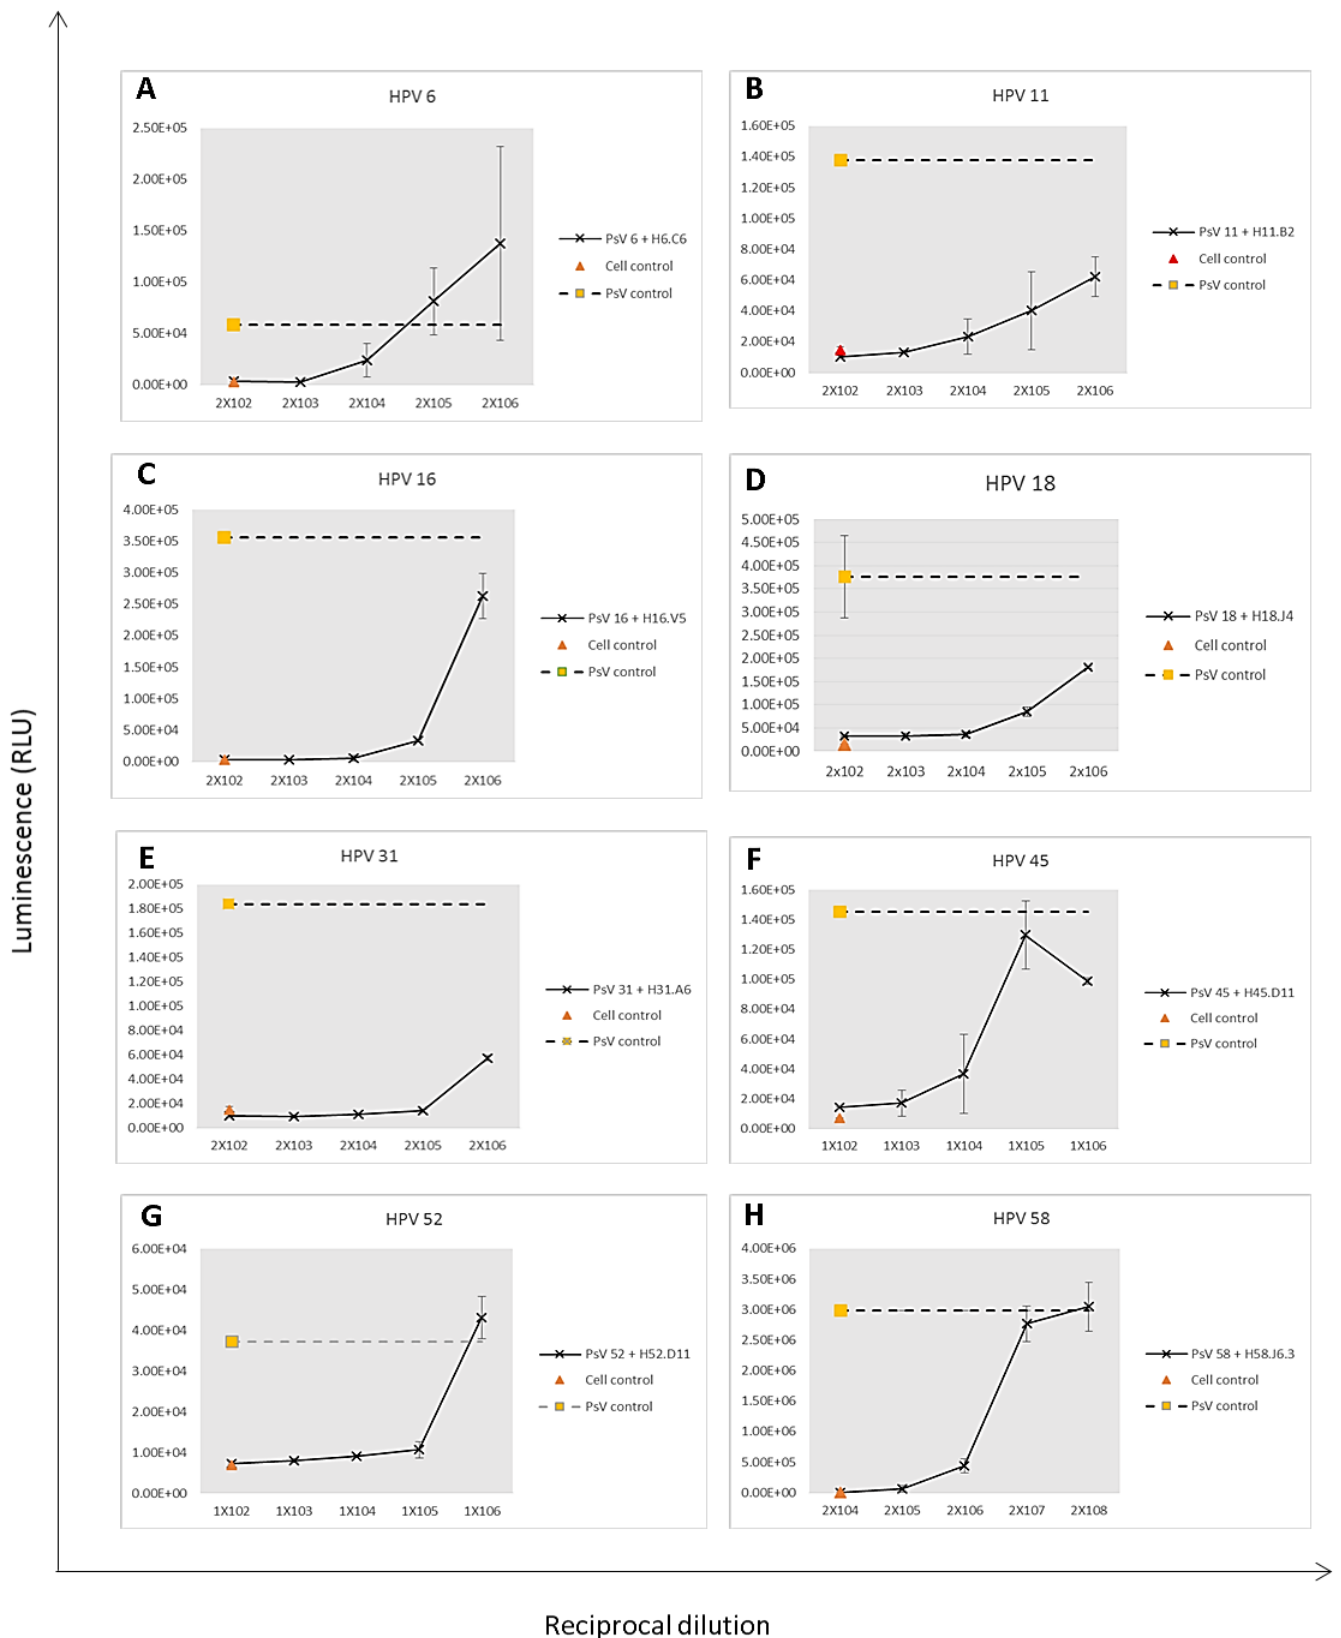 A
HPV 6
2.50E+05
2.00E+05
1.50E+05
1.00E+05
5.00E+04
0.00E+00
2X102 2X103 2X104 2X105 2X106
PsV 6 + H6.C6
Cell control
PsV control
B
HPV 11
1.60E+05
1.40E+05
1.20E+05
1.00E+05
8.00E+04
6.00E+04
4.00E+04
2.00E+04
0.00E+00
2X102 2X103 2X104 2X105 2X106
PsV 11 + H11.B2
Cell control
PsV control
C
HPV 16
4.00E+05
3.50E+05
3.00E+05
2.50E+05
2.00E+05
1.50E+05
1.00E+05
5.00E+04
0.00E+00
2X102 2X103 2X104 2X105 2X106
PsV 16 + H16.V5
Cell control
PsV control
D
HPV 18
5.00E+05
4.50E+05
4.00E+05
3.50E+05
3.00E+05
2.50E+05
2.00E+05
1.50E+05
1.00E+05
5.00E+04
0.00E+00
2x102 2x103 2x104 2x105 2x106
PsV 18 + H18.J4
Cell control
PsV control
E
HPV 31
2.00E+05
1.80E+05
1.60E+05
1.40E+05
1.20E+05
1.00E+05
8.00E+04
6.00E+04
4.00E+04
2.00E+04
0.00E+00
2X102 2X103 2X104 2X105 2X106
PsV 31 + H31.A6
Cell control
PsV control
F
HPV 45
1.60E+05
1.40E+05
1.20E+05
1.00E+05
8.00E+04
6.00E+04
4.00E+04
2.00E+04
0.00E+00
1X102 1X103 1X104 1X105 1X106
PsV 45 + H45.D11
Cell control
PsV control
G
HPV 52
6.00E+04
5.00E+04
4.00E+04
3.00E+04
2.00E+04
1.00E+04
0.00E+00
1X102 1X103 1X104 1X105 1X106
PsV 52 + H52.D11
Cell control
PsV control
H
HPV 58
4.00E+06
3.50E+06
3.00E+06
2.50E+06
2.00E+06
1.50E+06
1.00E+06
5.00E+05
0.00E+00
2X104 2X105 2X106 2X107 2X108
PsV 58 + H58.J6.3
Cell control
PsV control
Luminescence (RLU)
Reciprocal dilution